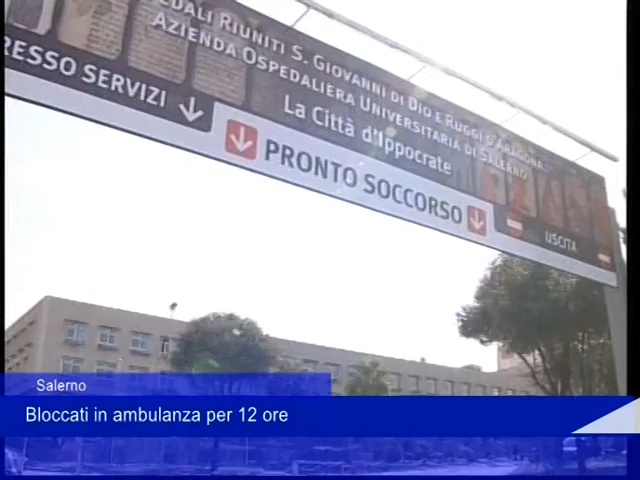 OSPEDALI RIUNITI S. GIOVANNI DI DIO E RUGGI D'ARAGONA
AZIENDA OSPEDALIERA UNIVERSITARIA DI SALERNO
La Città d'Ippocrate
RESSO SERVIZI
PRONTO SOCCORSO
USCITA
Salerno
Bloccati in ambulanza per 12 ore